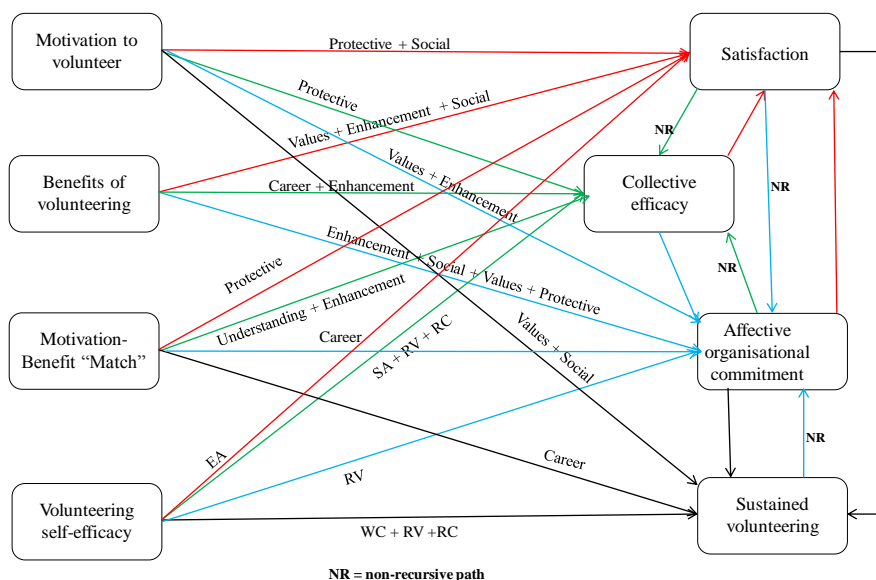 Motivation to
volunteer
Protective + Social
Satisfaction
Protective
Values + Enhancement + Social
NR
Values + Enhancement
Benefits of
volunteering
Career + Enhancement
Collective
efficacy
NR
Enhancement + Social + Values + Protective
NR
Protective
Understanding + Enhancement
Motivation-
Benefit “Match”
Career
SA + RV + RC
Values + Social
Affective
organisational
commitment
EA
RV
Career
NR
Volunteering
self-efficacy
WC + RV +RC
Sustained
volunteering
NR = non-recursive path